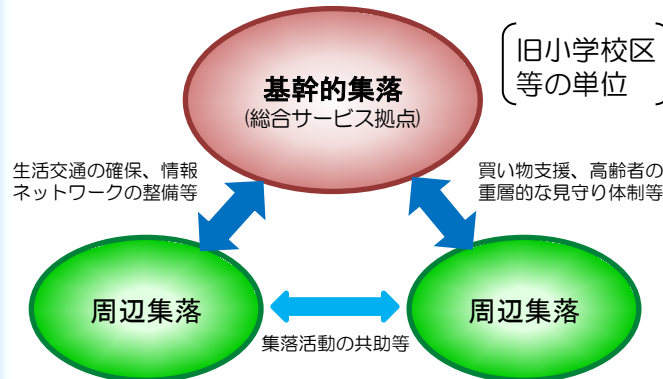 旧小学校区
等の単位
基幹的集落
(総合サービス拠点)
生活交通の確保、情報
ネットワークの整備等
買い物支援、高齢者の
重層的な見守り体制等
周辺集落
周辺集落
集落活動の共助等